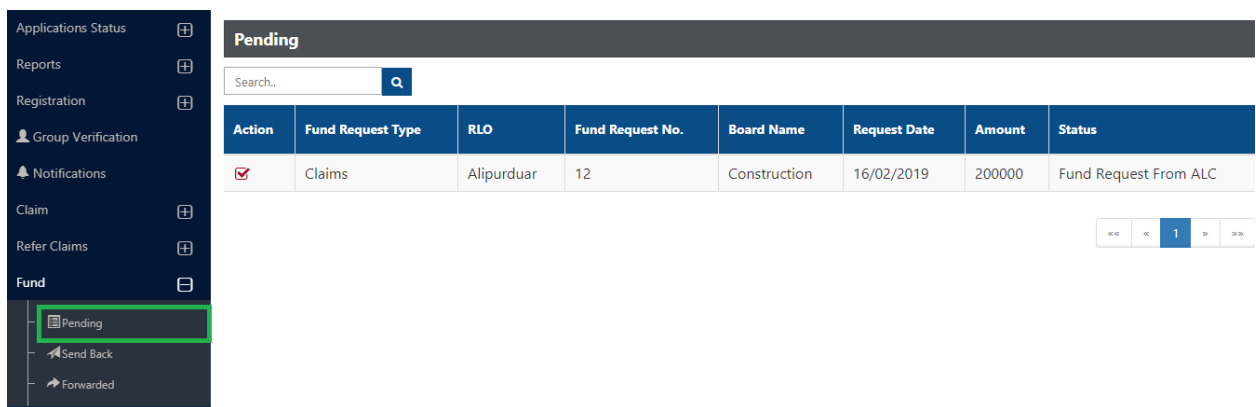 Applications Status
Reports
Registration
Group Verification
Notifications
Claim
Refer Claims
Fund
Pending
Send Back
Forwarded
Pending
Search..
Action Fund Request Type RLO Fund Request No. Board Name Request Date Amount Status
Claims Alipurduar 12 Construction 16/02/2019 200000 Fund Request From ALC
«« « 1 » »»